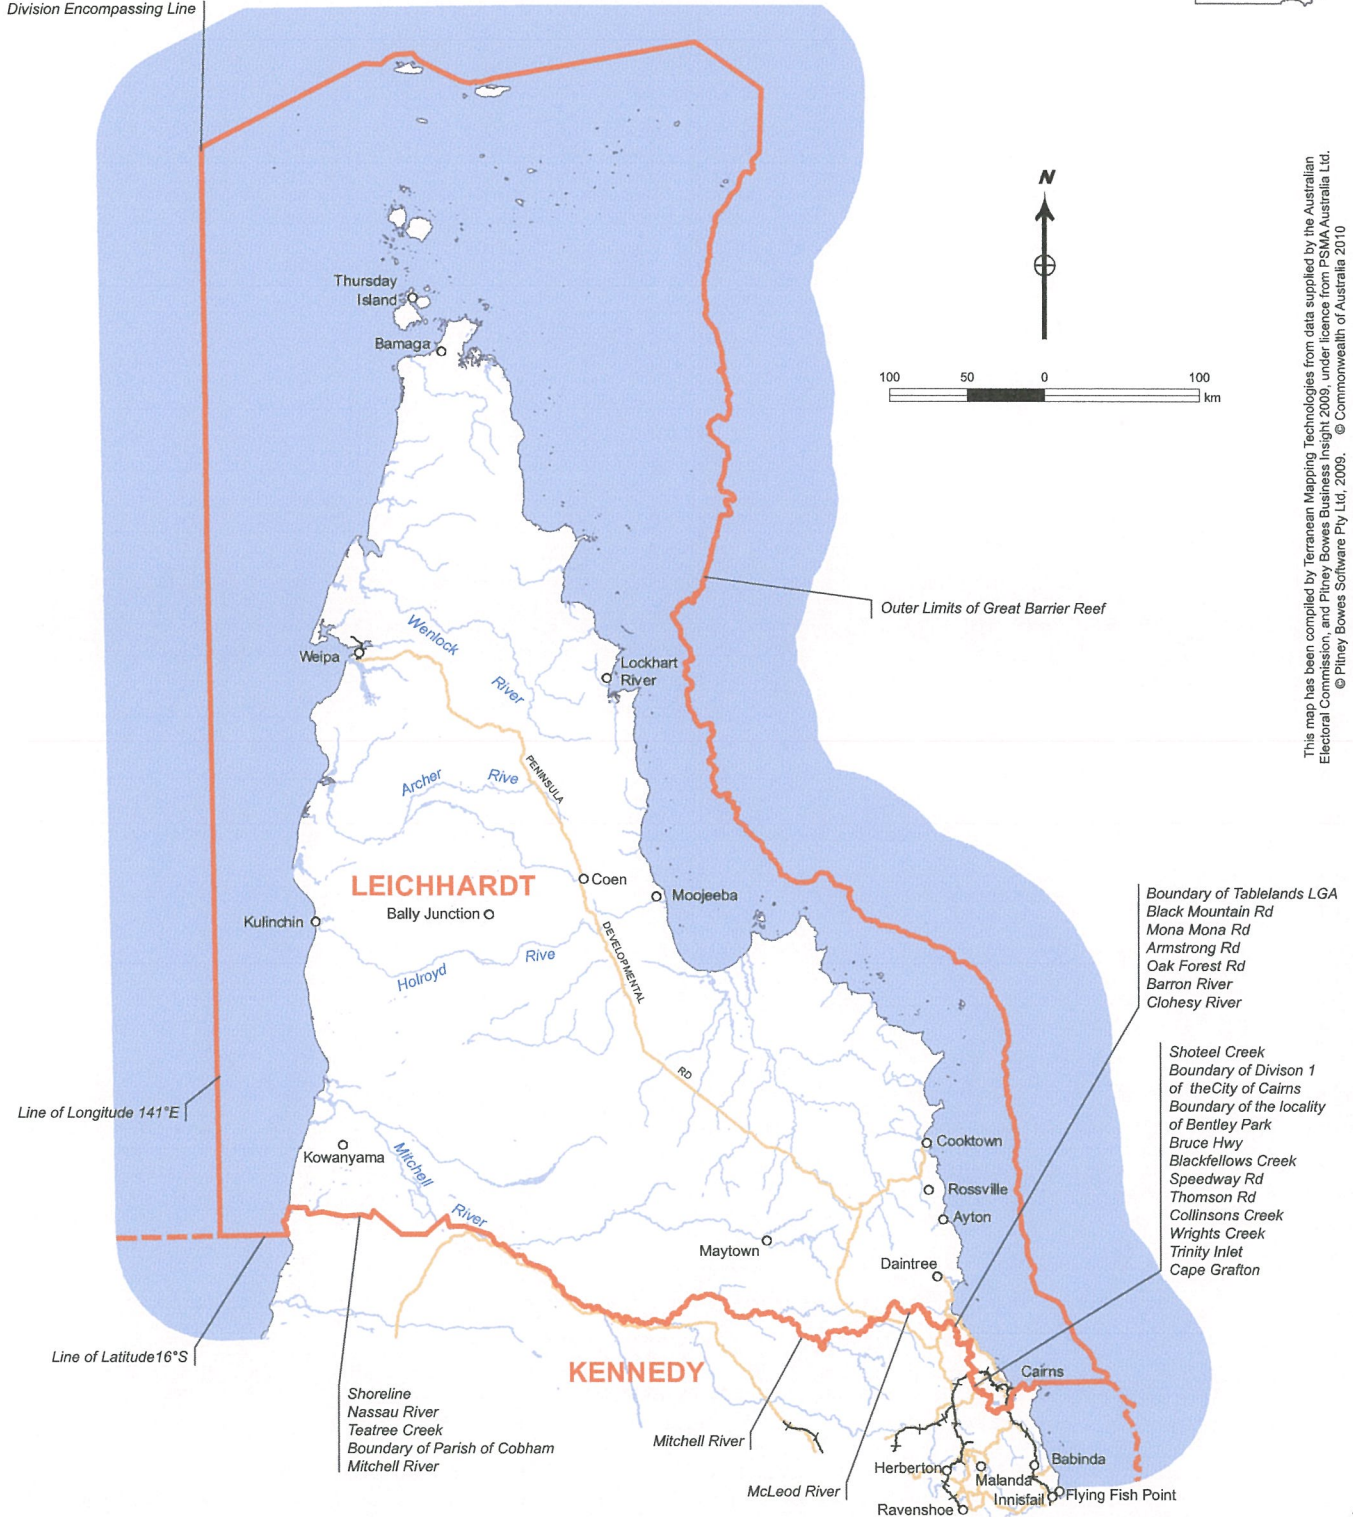 Division Encompassing Line
N
100 50 0 100
km
Thursday
Island
Bamaga
Outer Limits of Great Barrier Reef
Wenlock
River
Weipa
Lockhart
River
PENINSULA
Archer Rive
LEICHHARDT
Coen
Bally Junction
Moojeeba
Kulinchin
DEVELOPMENTAL
Holroyd Rive
RD
Boundary of Tablelands LGA
Black Mountain Rd
Mona Mona Rd
Armstrong Rd
Oak Forest Rd
Barron River
Clohesy River
Shoteel Creek
Boundary of Divison 1
of theCity of Cairns
Boundary of the locality
of Bentley Park
Bruce Hwy
Blackfellows Creek
Speedway Rd
Thomson Rd
Collinsons Creek
Wrights Creek
Trinity Inlet
Cape Grafton
Line of Longitude 141°E
Kowanyama
Mitchell
River
Cooktown
Rossville
Ayton
Maytown
Daintree
Line of Latitude16°S
KENNEDY
Cairns
Shoreline
Nassau River
Teatree Creek
Boundary of Parish of Cobham
Mitchell River
Mitchell River
McLeod River
Herberton
Malanda
Babinda
Innisfail
Flying Fish Point
Ravenshoe
This map has been compiled by Terranean Mapping Technologies from data supplied by the Australian
Electoral Commission, and Pitney Bowes Business Insight 2009, under licence from PSMA Australia Ltd.
© Pitney Bowes Software Pty Ltd, 2009. © Commonwealth of Australia 2010